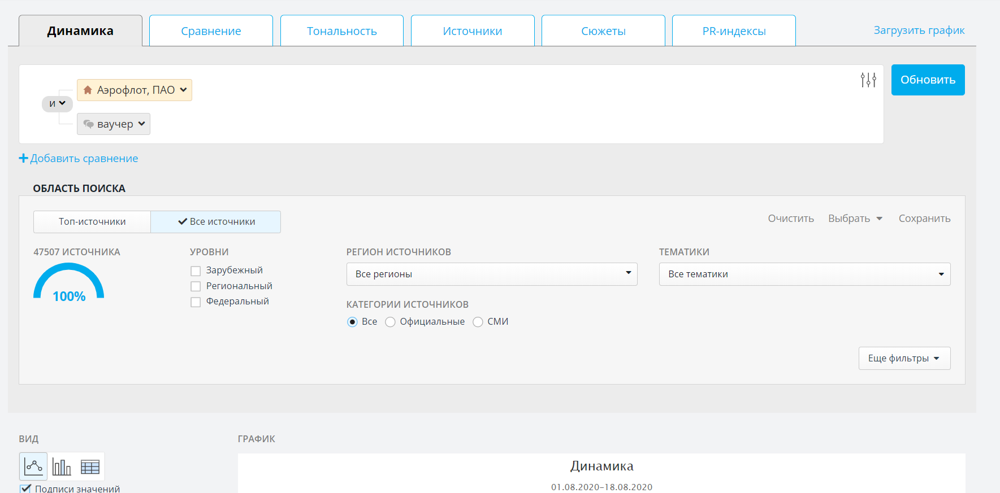 Динамика
Сравнение
Тональность
Источники
Сюжеты
PR-индексы
Загрузить график
Аэрофлот, ПАО
и
ваучер
Обновить
Добавить сравнение
ОБЛАСТЬ ПОИСКА
Топ-источники
Все источники
Очистить
Выбрать
Сохранить
47507 ИСТОЧНИКА
100%
УРОВНИ
Зарубежный
Региональный
Федеральный
РЕГИОН ИСТОЧНИКОВ
Все регионы
КАТЕГОРИИ ИСТОЧНИКОВ
Все
Официальные
СМИ
ТЕМАТИКИ
Все тематики
Еще фильтры
ВИД
Подписи значений
ГРАФИК
Динамика
01.08.2020–18.08.2020